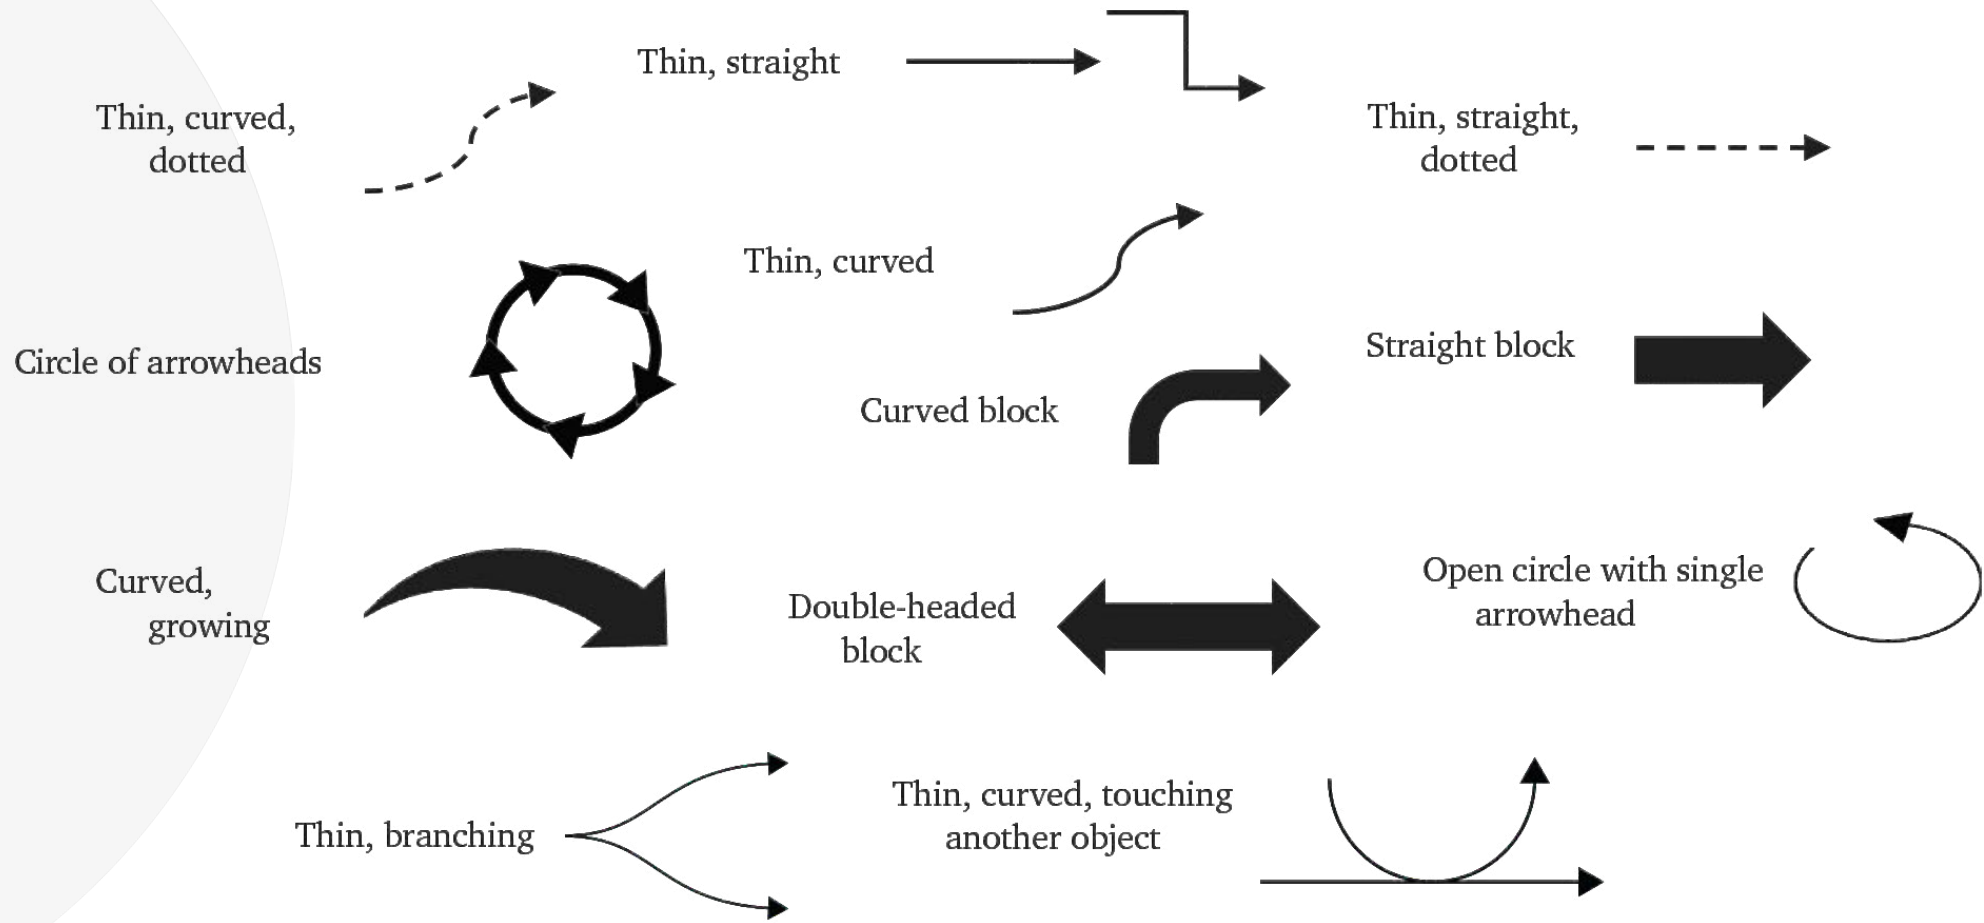 Thin, straight
Thin, curved,
dotted
Thin, straight,
dotted
Thin, curved
Circle of arrowheads
Straight block
Curved block
Curved,
growing
Double-headed
block
Open circle with single
arrowhead
Thin, branching
Thin, curved, touching
another object